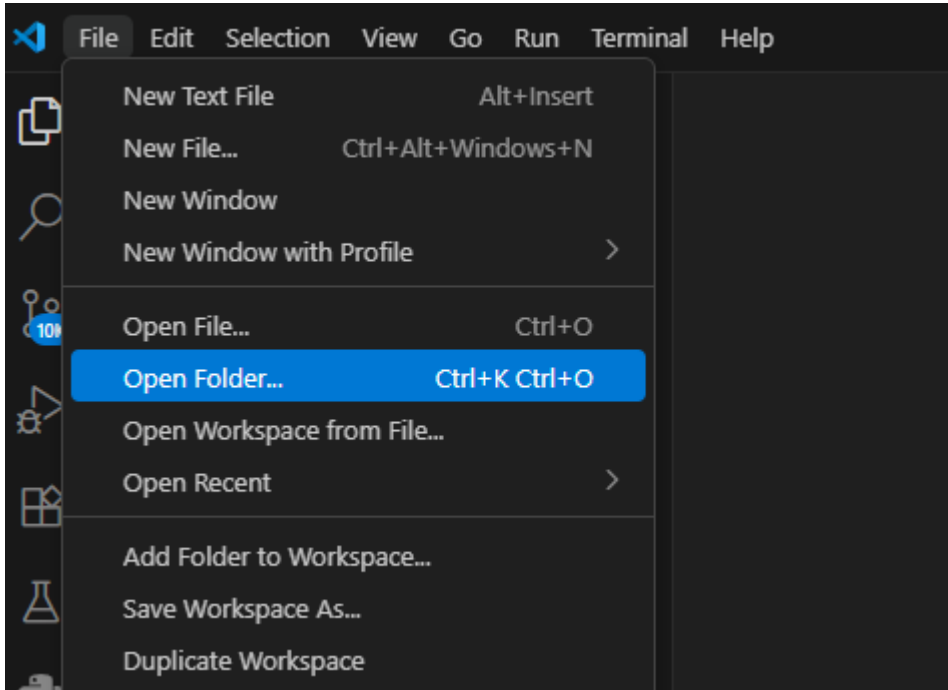 File Edit Selection View Go Run Terminal Help
New Text File Alt+Insert
New File... Ctrl+Alt+Windows+N
New Window
New Window with Profile
Open File... Ctrl+O
10K
Open Folder... Ctrl+K Ctrl+O
Open Workspace from File...
Open Recent
Add Folder to Workspace...
Save Workspace As...
Duplicate Workspace